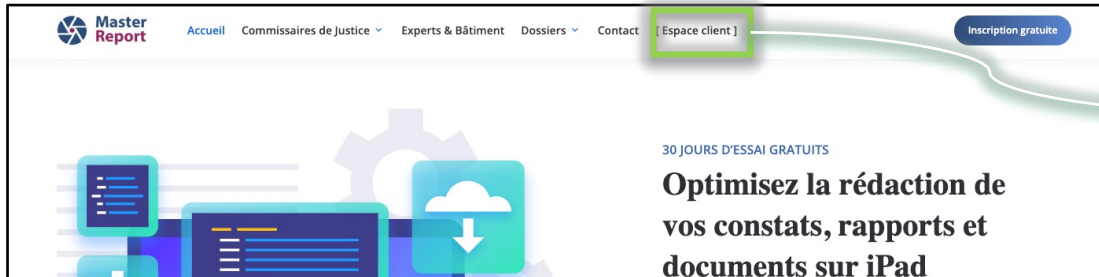 Master
Report
Accueil Commissaires de Justice Experts & Bâtiment Dossiers Contact [ Espace client ] Inscription gratuite
30 JOURS D'ESSAI GRATUITS
Optimisez la rédaction de
vos constats, rapports et
documents sur iPad